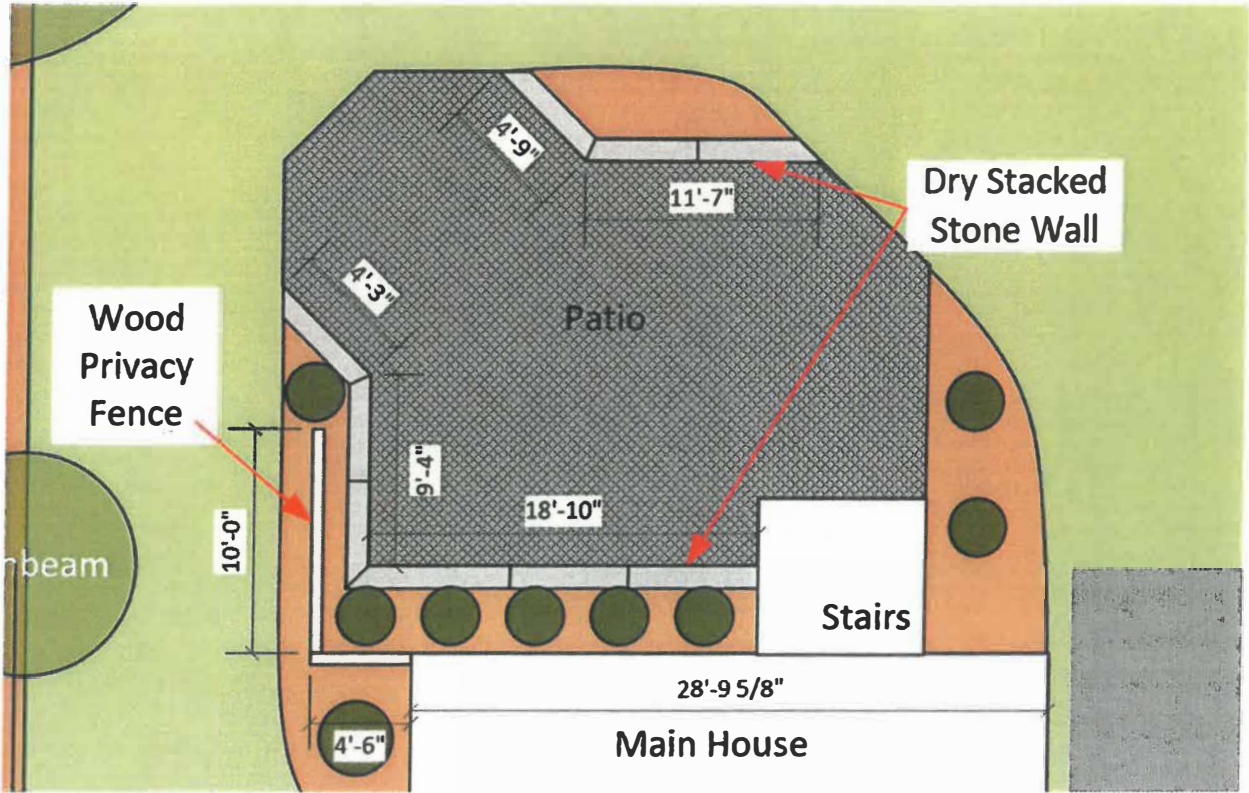 4'-9"
11'-7"
Dry Stacked
Stone Wall
4'-3"
Patio
Wood
Privacy
Fence
9'-4"
18'-10"
10'-0"
nbeam
Stairs
28'-9 5/8"
4'-6"
Main House